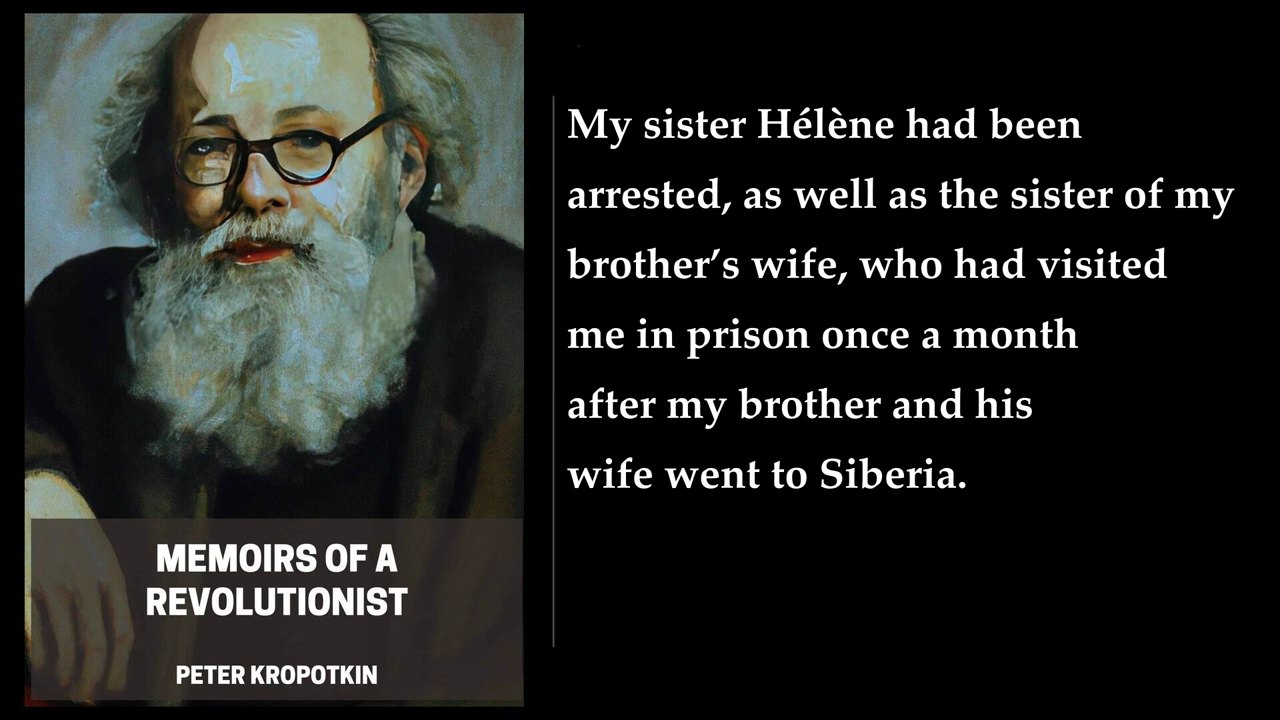 MEMOIRS OF A
REVOLUTIONIST
PETER KROPOTKIN
My sister Hélène had been
arrested, as well as the sister of my
brother’s wife, who had visited
me in prison once a month
after my brother and his
wife went to Siberia.